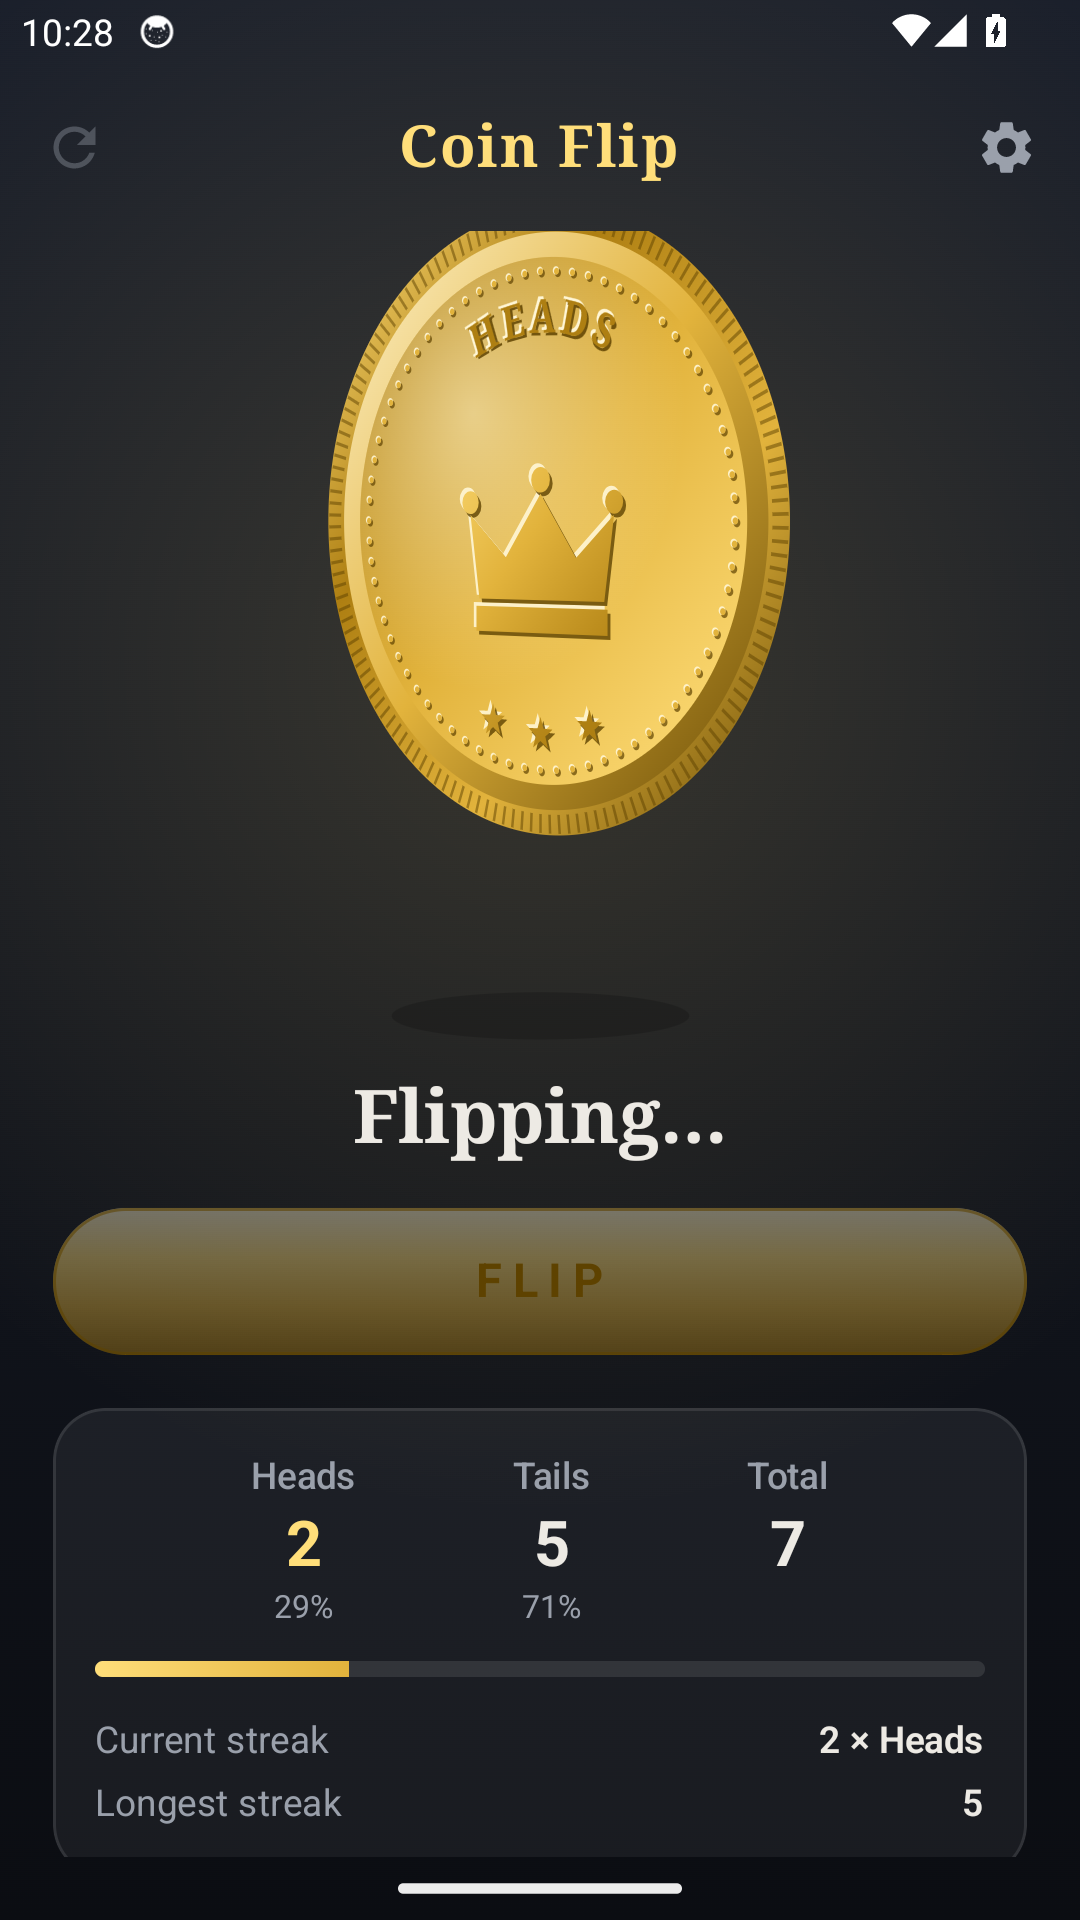 10:28
Coin Flip
HEADS
Flipping...
FLIP
Heads Tails Total
2 5 7
29% 71%
Current streak 2 × Heads
Longest streak 5